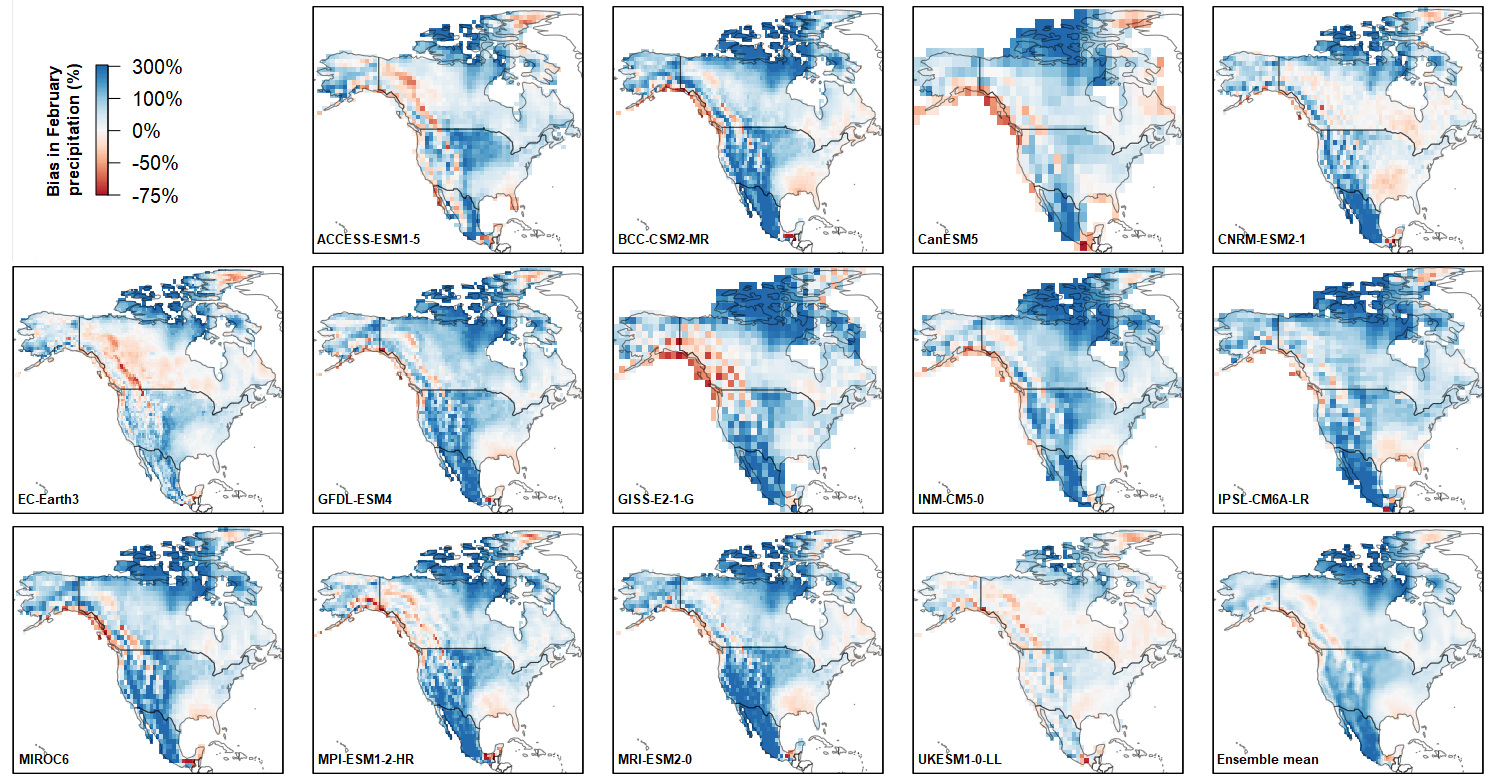 Bias in February
precipitation (%)
300%
100%
0%
-50%
-75%
ACCESS-ESM1-5
BCC-CSM2-MR
CanESM5
CNRM-ESM2-1
EC-Earth3
GFDL-ESM4
GISS-E2-1-G
INM-CM5-0
IPSL-CM6A-LR
MIROC6
MPI-ESM1-2-HR
MRI-ESM2-0
UKESM1-0-LL
Ensemble mean